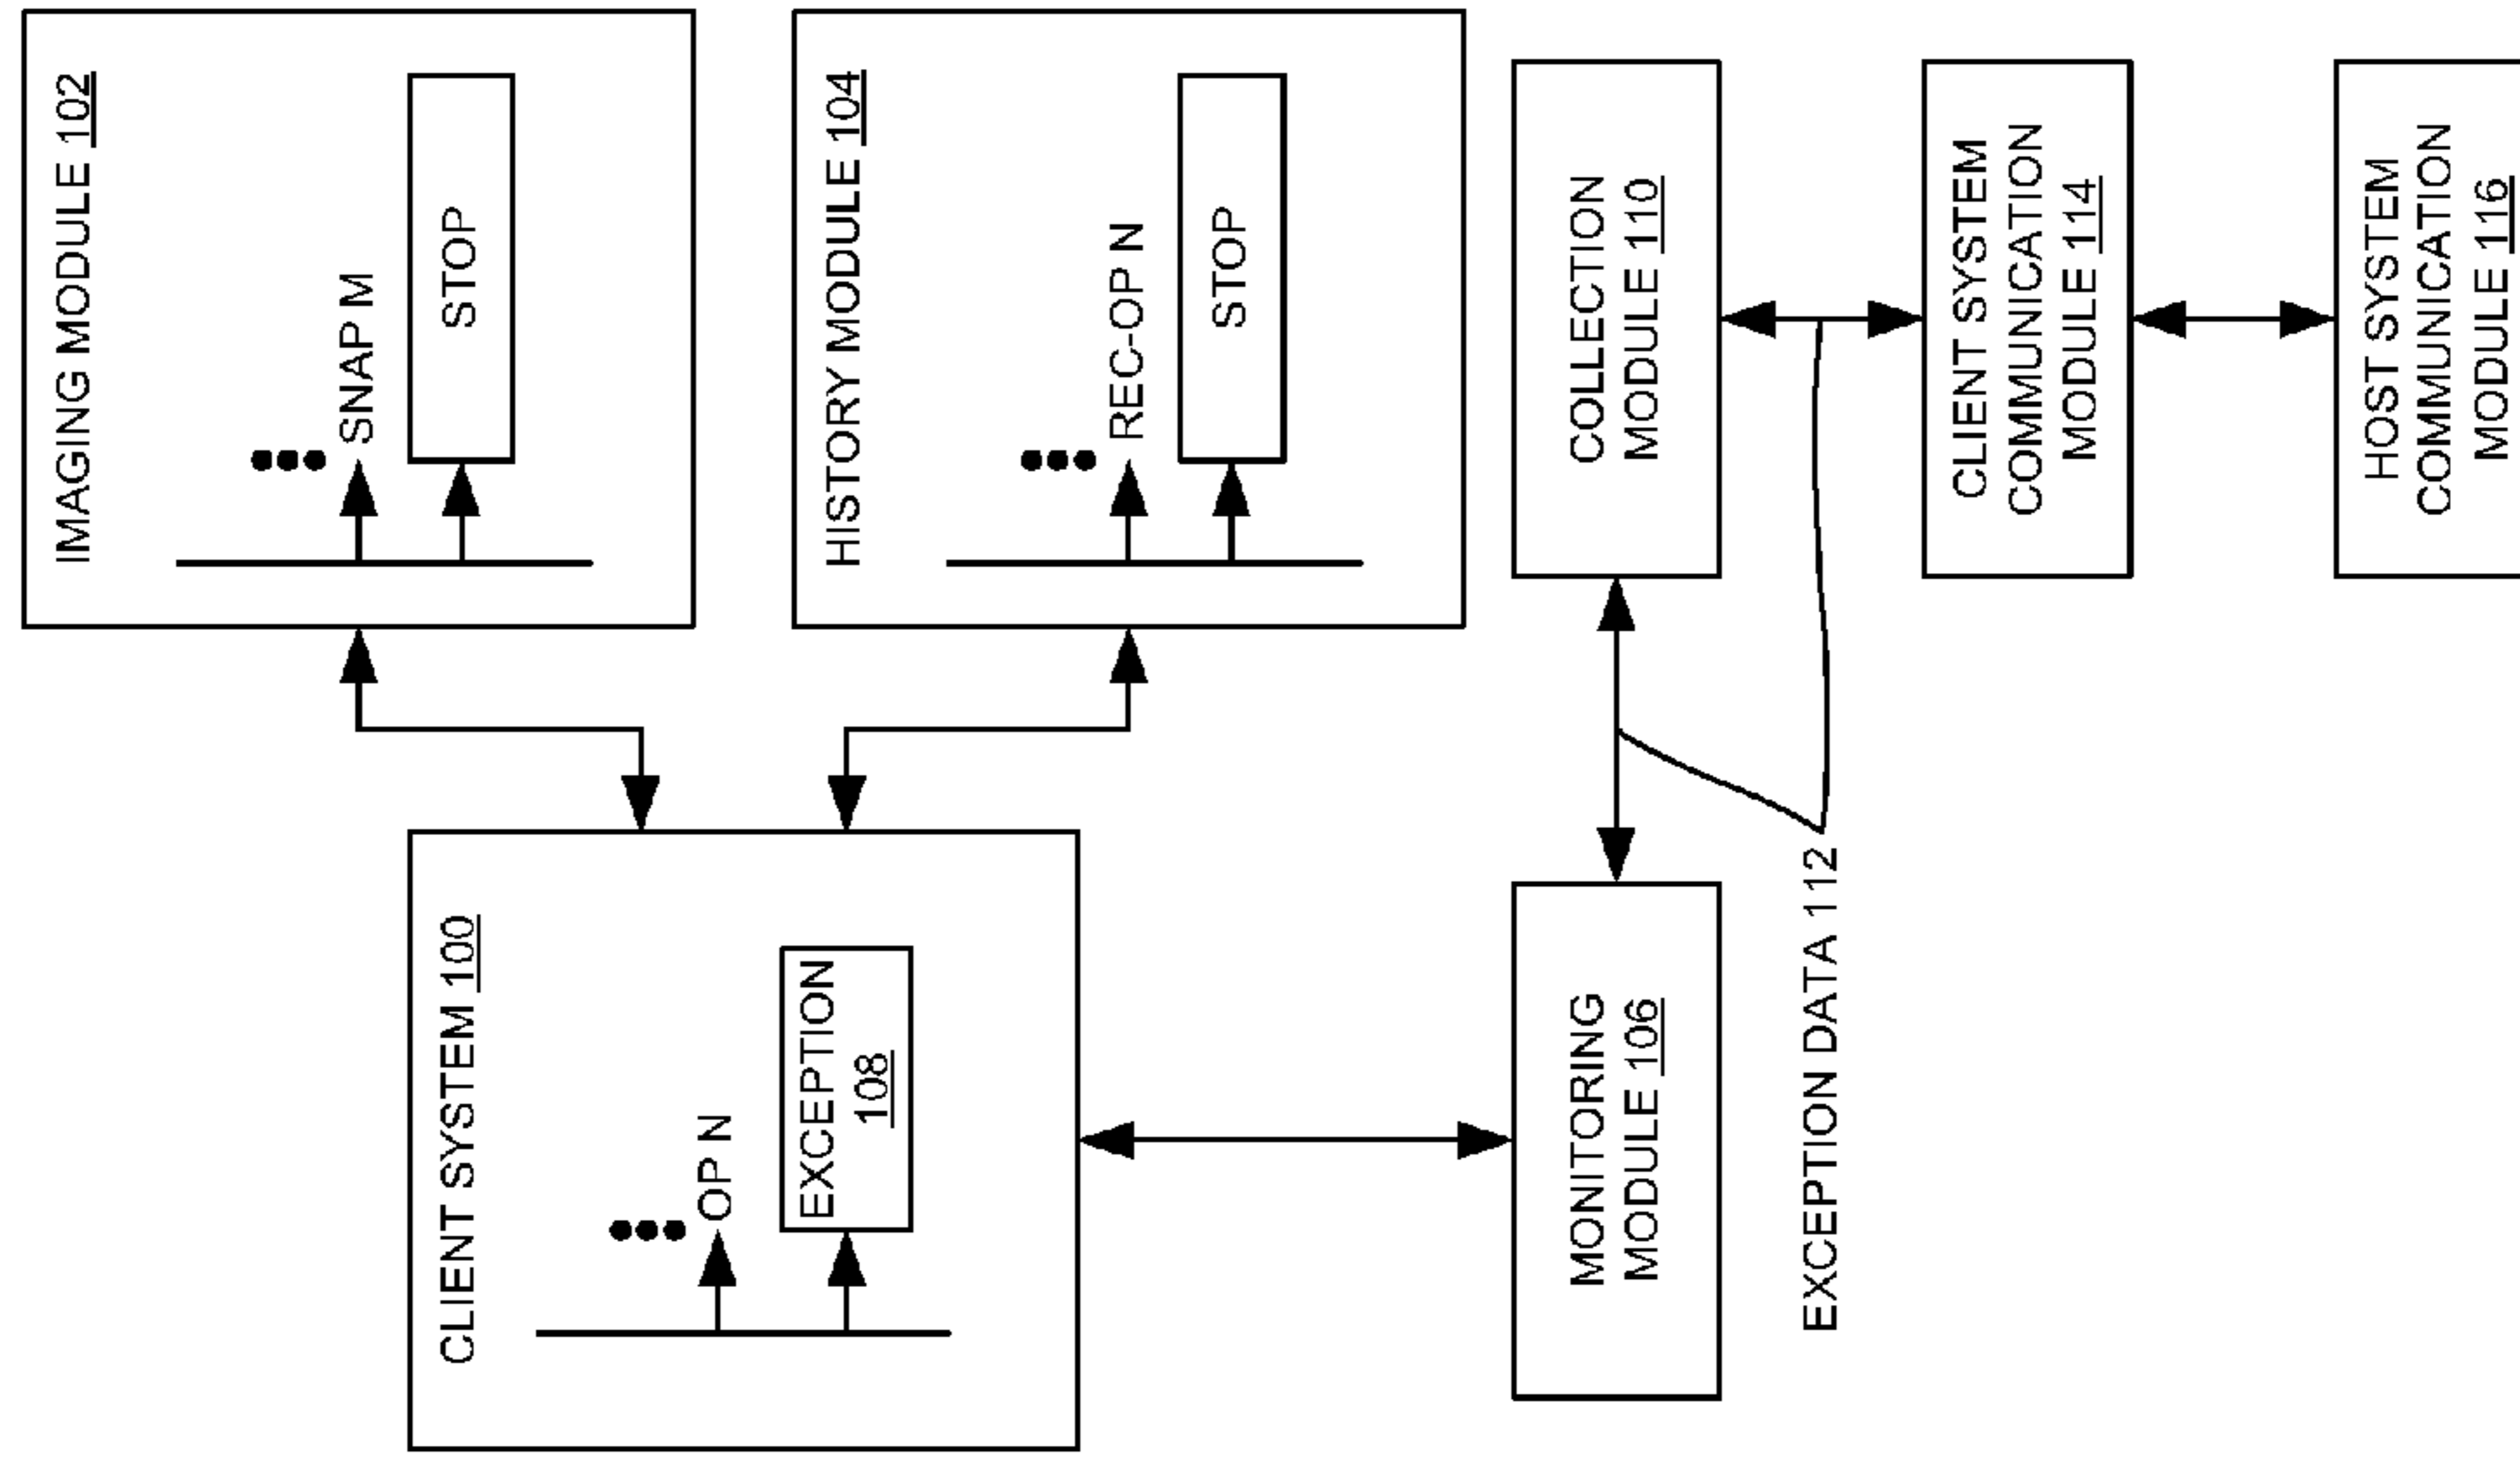 IMAGING MODULE 102
SNAP M
STOP
HISTORY MODULE 104
REC-OP N
STOP
CLIENT SYSTEM 100
OP N
EXCEPTION
108
MONITORING
MODULE 106
COLLECTION
MODULE 110
EXCEPTION DATA 112
CLIENT SYSTEM
COMMUNICATION
MODULE 114
HOST SYSTEM
COMMUNICATION
MODULE 116